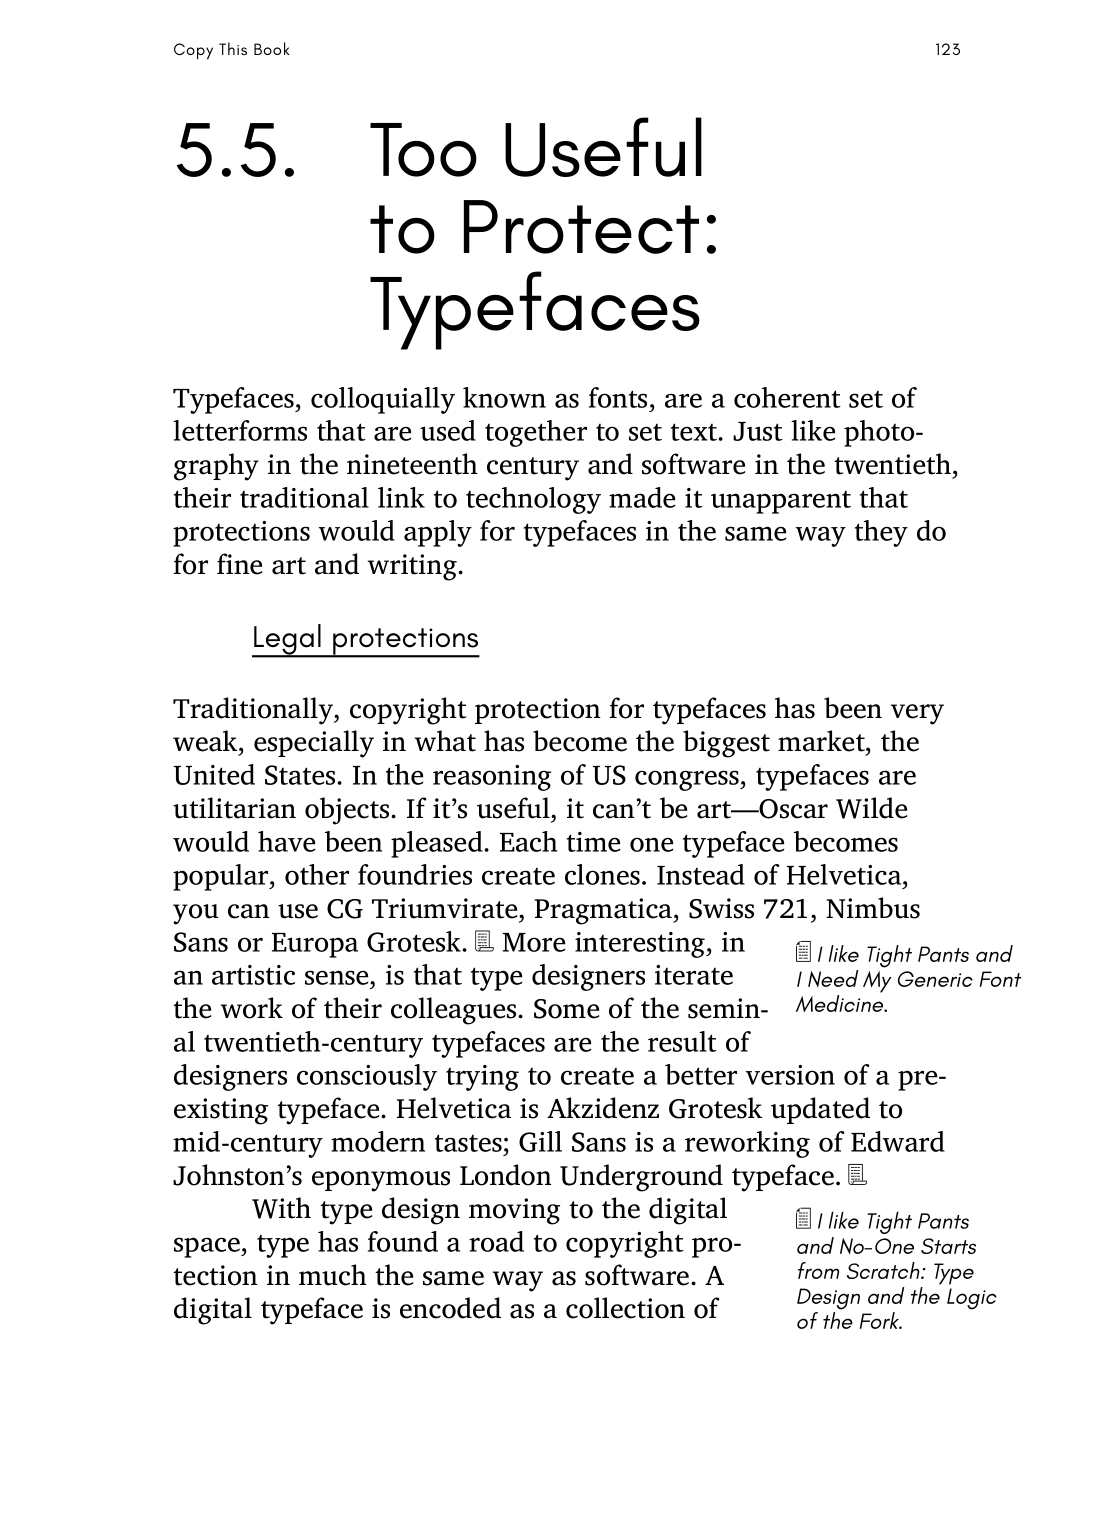 Copy This Book
123
5.5. Too Useful
to Protect:
Typefaces
Typefaces, colloquially known as fonts, are a coherent set of
letterforms that are used together to set text. Just like photo-
graphy in the nineteenth century and software in the twentieth,
their traditional link to technology made it unapparent that
protections would apply for typefaces in the same way they do
for fine art and writing.
Legal protections
Traditionally, copyright protection for typefaces has been very
weak, especially in what has become the biggest market, the
United States. In the reasoning of US congress, typefaces are
utilitarian objects. If it’s useful, it can’t be art—Oscar Wilde
would have been pleased. Each time one typeface becomes
popular, other foundries create clones. Instead of Helvetica,
you can use CG Triumvirate, Pragmatica, Swiss 721, Nimbus
Sans or Europa Grotesk. More interesting, in
an artistic sense, is that type designers iterate
the work of their colleagues. Some of the semin-
al twentieth-century typefaces are the result of
designers consciously trying to create a better version of a pre-
existing typeface. Helvetica is Akzidenz Grotesk updated to
mid-century modern tastes; Gill Sans is a reworking of Edward
Johnston’s eponymous London Underground typeface.
I like Tight Pants and
I Need My Generic Font
Medicine.
With type design moving to the digital
space, type has found a road to copyright pro-
tection in much the same way as software. A
digital typeface is encoded as a collection of
I like Tight Pants
and No-One Starts
from Scratch: Type
Design and the Logic
of the Fork.